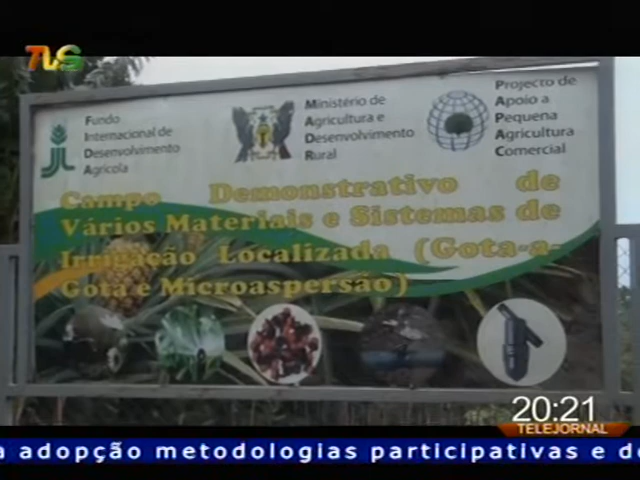 TVS
Fundo
Internacional de
Desenvolvimento
Agrícola
Ministério de
Agricultura e
Desenvolvimento
Rural
Projecto de
Apoio a
Pequena
Agricultura
Comercial
Campo Demonstrativo de
Vários Materiais e Sistemas de
Irrigação Localizada (Gota-a-
Gota e Microaspersão)
20:21
TELEJORNAL
a adopção metodologias participativas e de